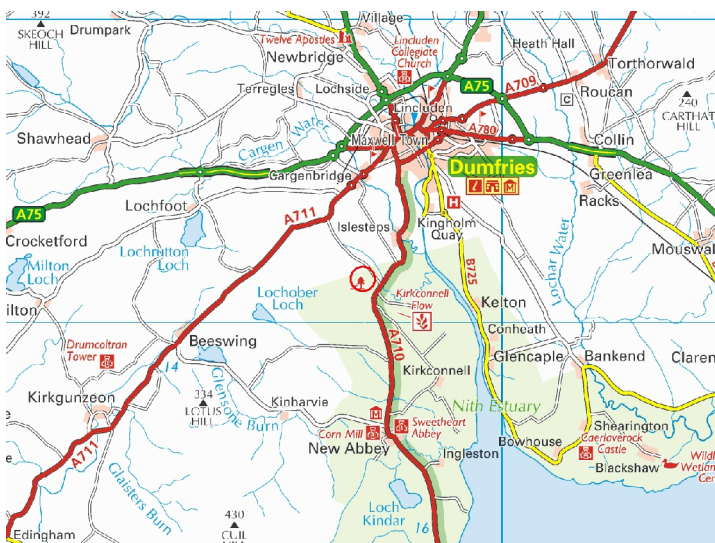 392
SKEOCH
HILL
Drumpark
Village
Twelve Apostles
Newbridge
Lincluden
Collegiate
Church
Heath Hall
Torthorwald
Terregles
Lochside
A75
A709
Roucan
C
240
CARTHAT
HILL
Lincluden
Shawhead
Cargen Water
Maxwell Town
A780
Collin
Cargenbridge
Dumfries
Greenlea
Racks
A75
Lochfoot
A711
H
Crocketford
Islesteps
Kingholm
Quay
Lochar Water
Mouswal
Lochrutton
Loch
Milton
Loch
B725
ilton
Lochober
Loch
Kirkconnell
Flow
Kelton
Drumcoltran
Tower
Beeswing
A710
Conheath
14
Glencaple
Bankend
Claren
Kirkconnell
Kirkgunzeon
334
LOTUS
HILL
Glensone Burn
Kinharvie
Nith Estuary
M
Corn Mill
Sweetheart
Abbey
Shearington
Caerlaverock
Castle
New Abbey
Bowhouse
A711
Ingleston
Blackshaw
Wildf
Wetlan
Cen
e
e
Glaisters Burn
Loch
Kindar
16
430
CUIL
HILL
Edingham